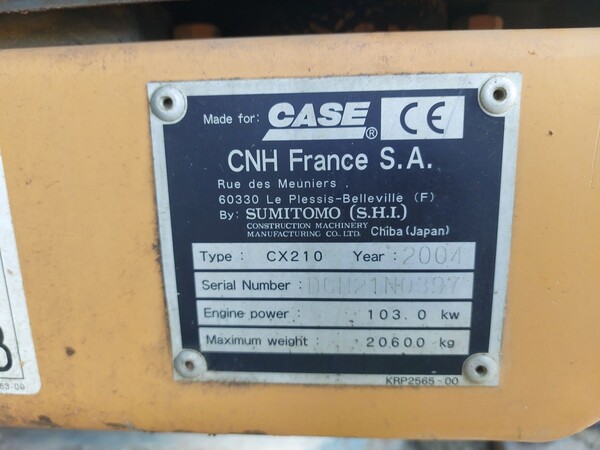 Made for: CASE ® CE
CNH France S.A.
Rue des Meuniers .
60330 Le Plessis-Belleville (F)
By: SUMITOMO (S.H.I.)
CONSTRUCTION MACHINERY
MANUFACTURING CO., LTD. Chiba (Japan)
Type : CX210 Year : 2004
Serial Number :
Engine power : 103.0 kw
Maximum weight : 20600 kg
KRP2565-00
63-00